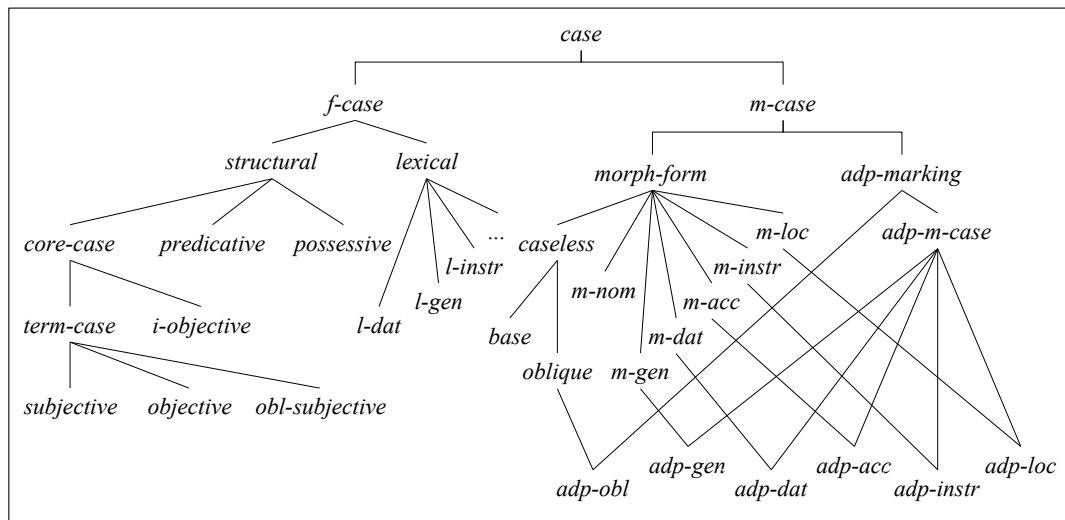 case
f-case m-case
structural lexical morph-form adp-marking
core-case predicative possessive ... caseless m-loc adp-m-case
l-instr m-instr
l-gen m-nom m-acc
term-case i-objective l-dat base m-dat
oblique m-gen
subjective objective obl-subjective
adp-gen adp-acc adp-loc
adp-obl adp-dat adp-instr